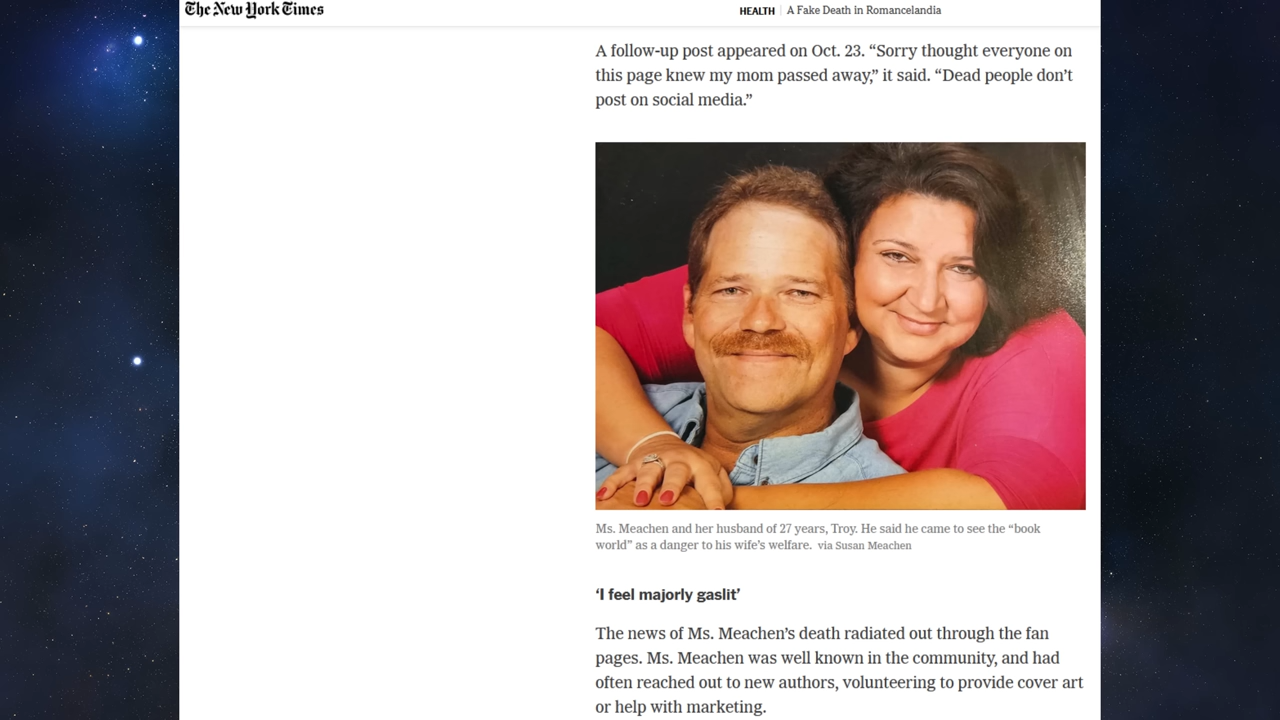 The New York Times
HEALTH | A Fake Death in Romancelandia
A follow-up post appeared on Oct. 23. “Sorry thought everyone on
this page knew my mom passed away,” it said. “Dead people don’t
post on social media.”
Ms. Meachen and her husband of 27 years, Troy. He said he came to see the “book
world” as a danger to his wife’s welfare. via Susan Meachen
‘I feel majorly gaslit’
The news of Ms. Meachen’s death radiated out through the fan
pages. Ms. Meachen was well known in the community, and had
often reached out to new authors, volunteering to provide cover art
or help with marketing.